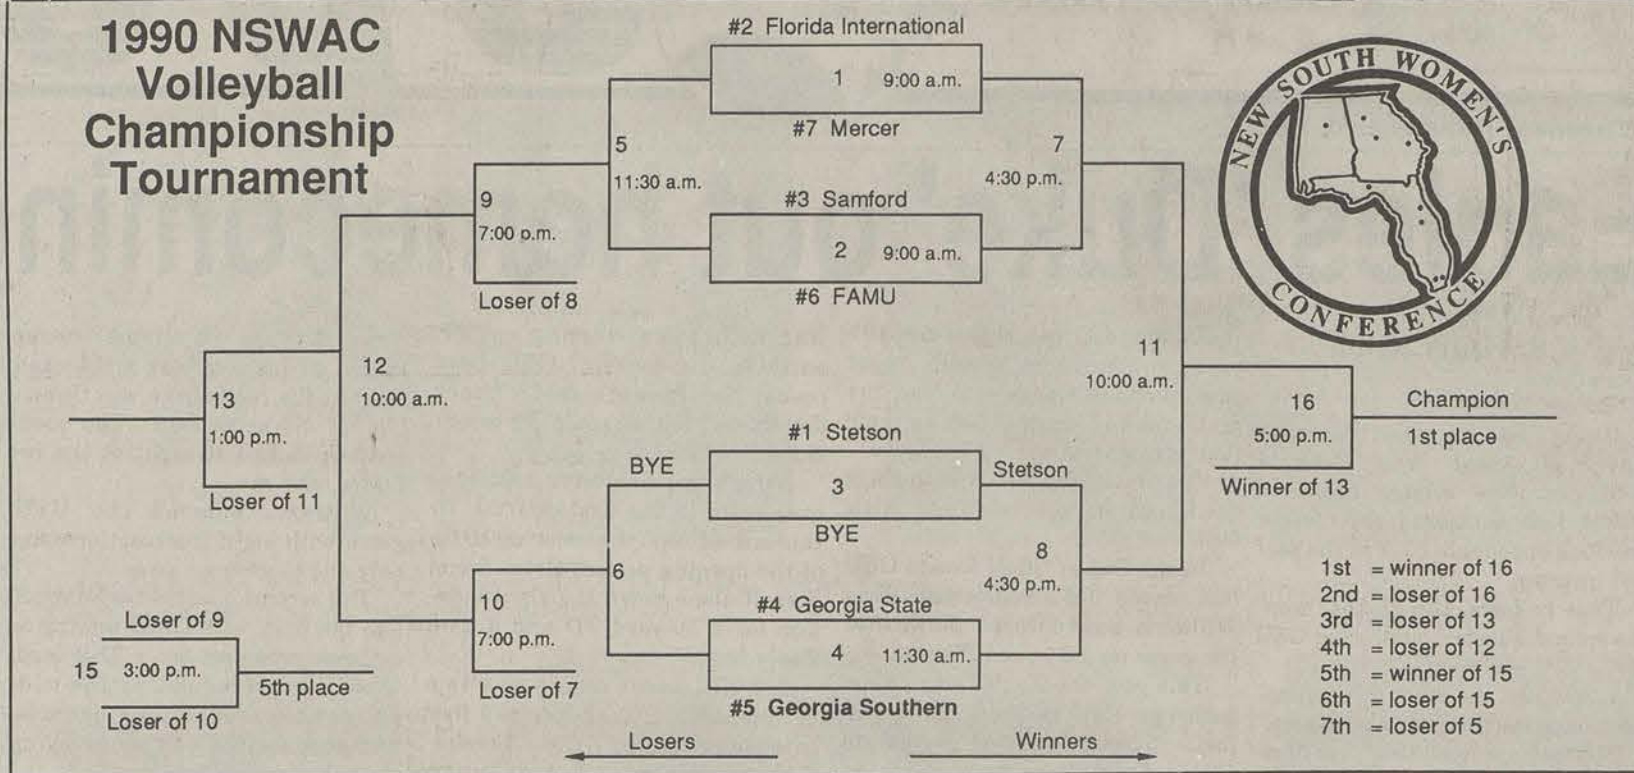 1990 NSWAC
Volleyball
Championship
Tournament
#2 Florida International
1 9:00 a.m.
#7 Mercer
5
11:30 a.m.
7
4:30 p.m.
#3 Samford
2 9:00 a.m.
#6 FAMU
9
7:00 p.m.
Loser of 8
NEW SOUTH WOMEN'S
CONFERENCE
12
10:00 a.m.
11
10:00 a.m.
13
1:00 p.m.
Loser of 11
16
5:00 p.m.
Winner of 13
Champion
1st place
#1 Stetson
BYE
3
Stetson
BYE
6
8
4:30 p.m.
#4 Georgia State
4 11:30 a.m.
#5 Georgia Southern
10
7:00 p.m.
Loser of 7
Loser of 9
15 3:00 p.m.
5th place
Loser of 10
1st = winner of 16
2nd = loser of 16
3rd = loser of 13
4th = loser of 12
5th = winner of 15
6th = loser of 15
7th = loser of 5
Losers
Winners